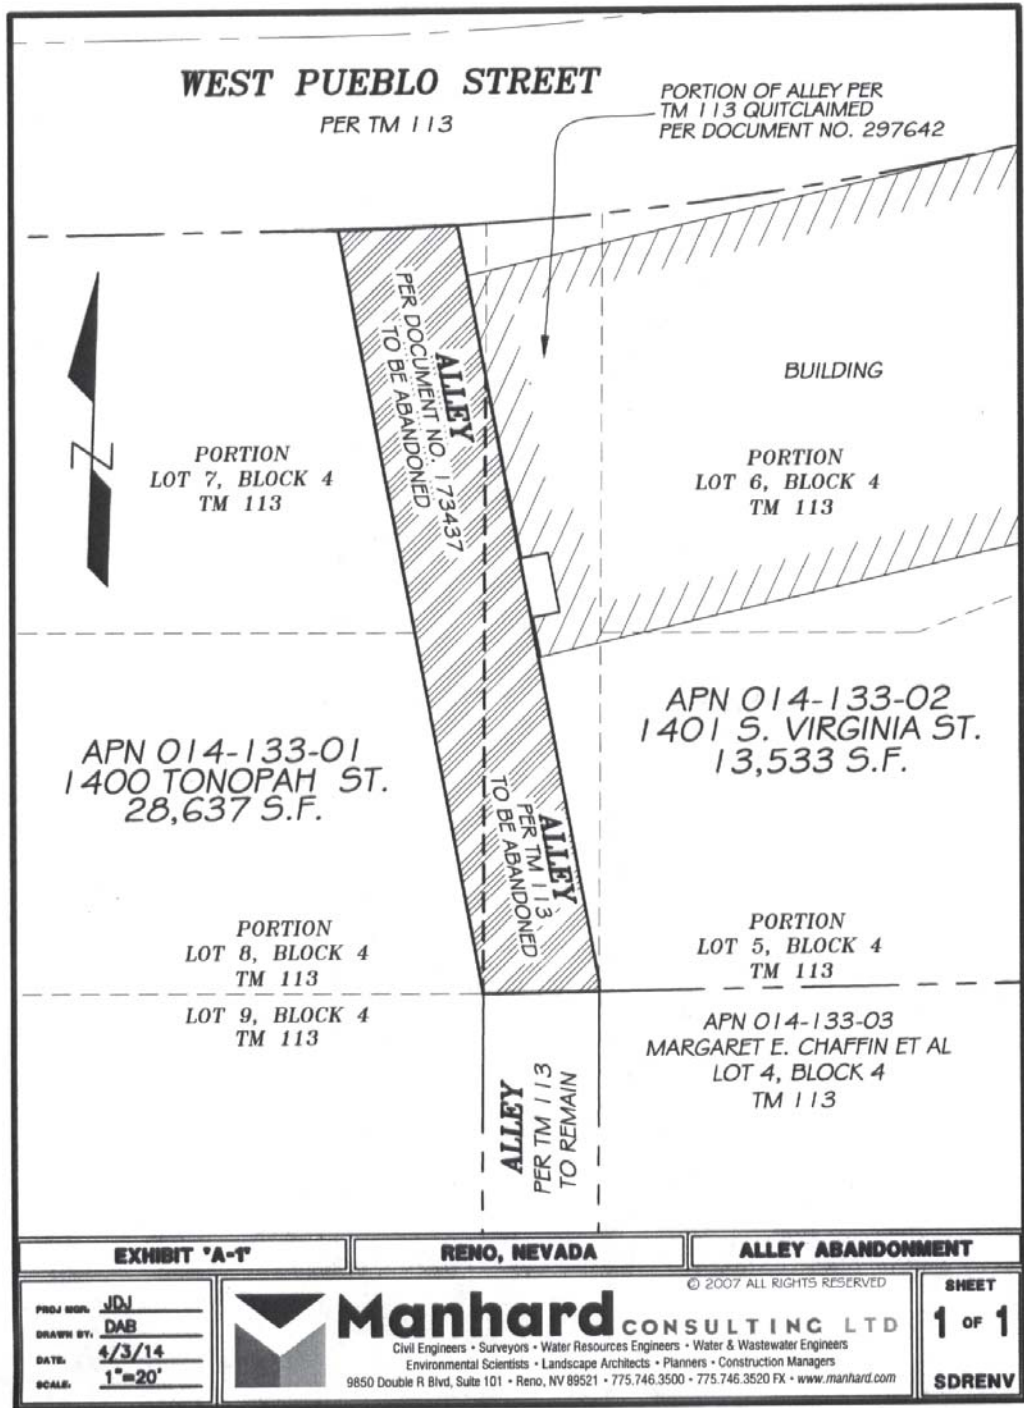 WEST PUEBLO STREET
PER TM 113
PORTION OF ALLEY PER
TM 113 QUITCLAIMED
PER DOCUMENT NO. 297642
ALLEY
PER DOCUMENT NO. 173437
TO BE ABANDONED
BUILDING
Z
PORTION
LOT 7, BLOCK 4
TM 113
PORTION
LOT 6, BLOCK 4
TM 113
APN 014-133-01
1400 TONOPAH ST.
28,637 S.F.
APN 014-133-02
1401 S. VIRGINIA ST.
13,533 S.F.
ALLEY
PER TM 113
TO BE ABANDONED
PORTION
LOT 8, BLOCK 4
TM 113
PORTION
LOT 5, BLOCK 4
TM 113
LOT 9, BLOCK 4
TM 113
APN 014-133-03
MARGARET E. CHAFFIN ET AL
LOT 4, BLOCK 4
TM 113
ALLEY
PER TM 113
TO REMAIN
EXHIBIT "A-1"
RENO, NEVADA
ALLEY ABANDONMENT
PROJ MGR. JDJ
DRAWN BY. DAB
DATE. 4/3/14
SCALE. 1"=20'
© 2007 ALL RIGHTS RESERVED
Manhard CONSULTING LTD
Civil Engineers • Surveyors • Water Resources Engineers • Water & Wastewater Engineers
Environmental Scientists • Landscape Architects • Planners • Construction Managers
9850 Double R Blvd, Suite 101 • Reno, NV 89521 • 775.746.3500 • 775.746.3520 FX • www.manhard.com
SHEET
1 OF 1
SDRENV